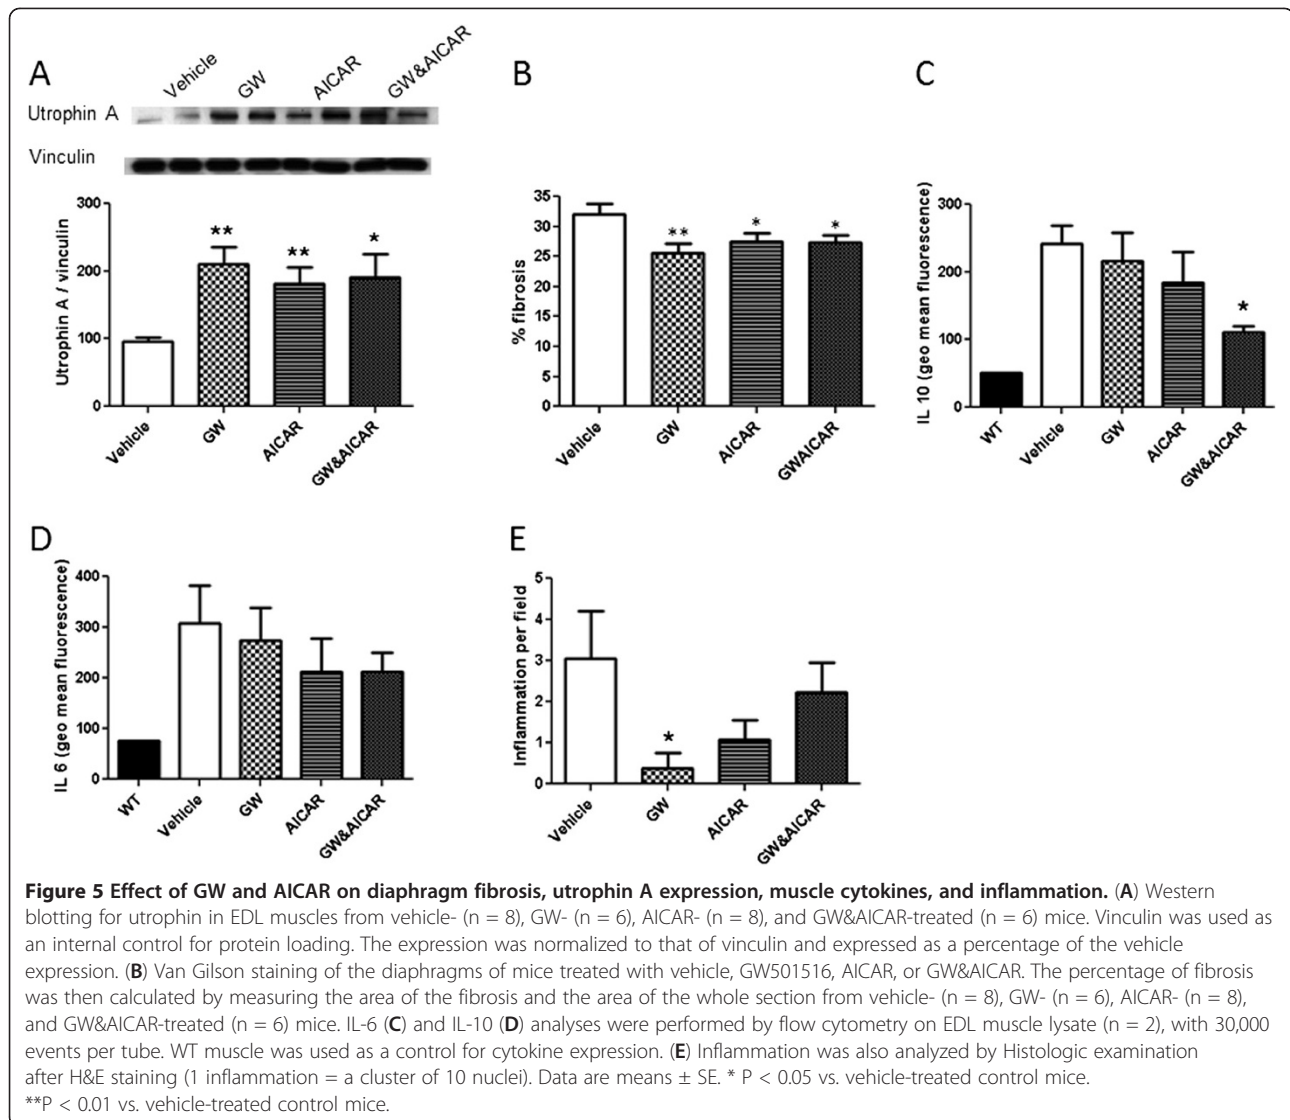 A
Vehicle
GW
AICAR
GW&AICAR
Utrophin A
Vinculin
Utrophin A / vinculin
300
200
100
0
**
**
*
Vehicle
GW
AICAR
GW&AICAR
B
% fibrosis
35
30
25
20
15
10
5
0
**
*
*
Vehicle
GW
AICAR
GWAICAR
C
IL 10 (geo mean fluorescence)
300
200
100
0
*
WT
Vehicle
GW
AICAR
GW&AICAR
D
IL 6 (geo mean fluorescence)
400
300
200
100
0
WT
Vehicle
GW
AICAR
GW&AICAR
E
Inflammation per field
5
4
3
2
1
0
*
Vehicle
GW
AICAR
GW&AICAR
Figure 5 Effect of GW and AICAR on diaphragm fibrosis, utrophin A expression, muscle cytokines, and inflammation. (A) Western
blotting for utrophin in EDL muscles from vehicle- (n = 8), GW- (n = 6), AICAR- (n = 8), and GW&AICAR-treated (n = 6) mice. Vinculin was used as
an internal control for protein loading. The expression was normalized to that of vinculin and expressed as a percentage of the vehicle
expression. (B) Van Gilson staining of the diaphragms of mice treated with vehicle, GW501516, AICAR, or GW&AICAR. The percentage of fibrosis
was then calculated by measuring the area of the fibrosis and the area of the whole section from vehicle- (n = 8), GW- (n = 6), AICAR- (n = 8),
and GW&AICAR-treated (n = 6) mice. IL-6 (C) and IL-10 (D) analyses were performed by flow cytometry on EDL muscle lysate (n = 2), with 30,000
events per tube. WT muscle was used as a control for cytokine expression. (E) Inflammation was also analyzed by Histologic examination
after H&E staining (1 inflammation = a cluster of 10 nuclei). Data are means ± SE. * P < 0.05 vs. vehicle-treated control mice.
**P < 0.01 vs. vehicle-treated control mice.